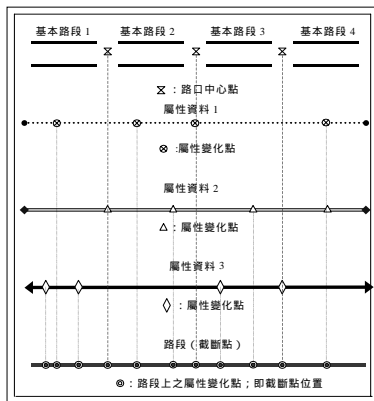 基本路段 1 基本路段 2 基本路段 3 基本路段 4
：路口中心點
屬性資料 1
：屬性變化點
屬性資料 2
：屬性變化點
屬性資料 3
：屬性變化點
路段（截斷點）
：路段上之屬性變化點；即截斷點位置